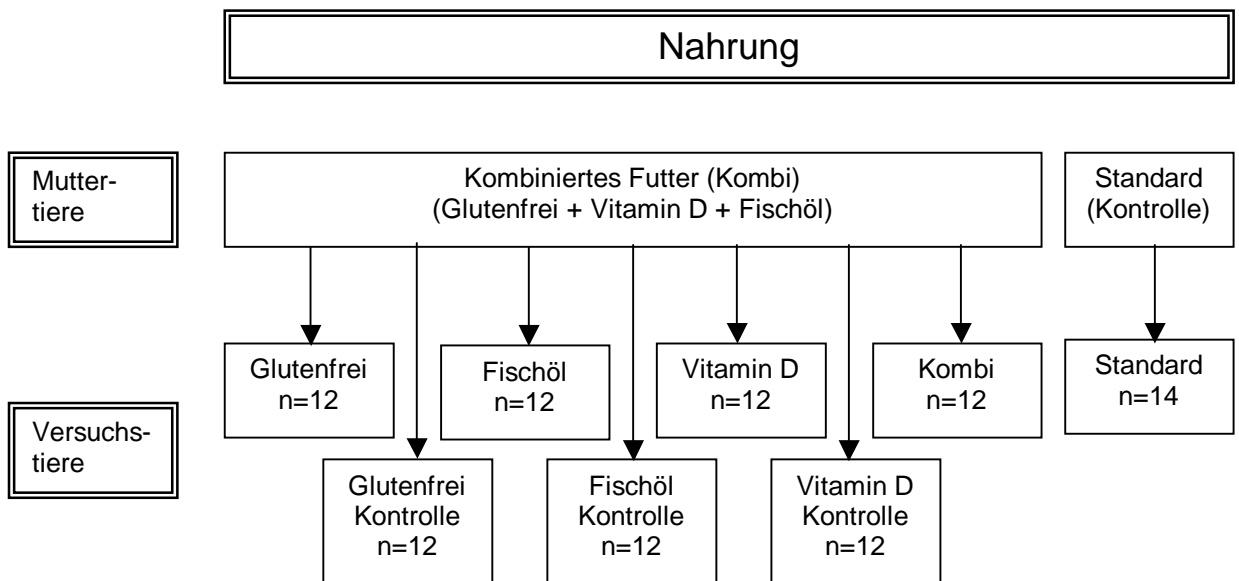 Nahrung
Mutter-
tiere
Kombiniertes Futter (Kombi)
(Glutenfrei + Vitamin D + Fischöl)
Standard
(Kontrolle)
Glutenfrei
n=12
Fischöl
n=12
Vitamin D
n=12
Kombi
n=12
Standard
n=14
Versuchs-
tiere
Glutenfrei
Kontrolle
n=12
Fischöl
Kontrolle
n=12
Vitamin D
Kontrolle
n=12